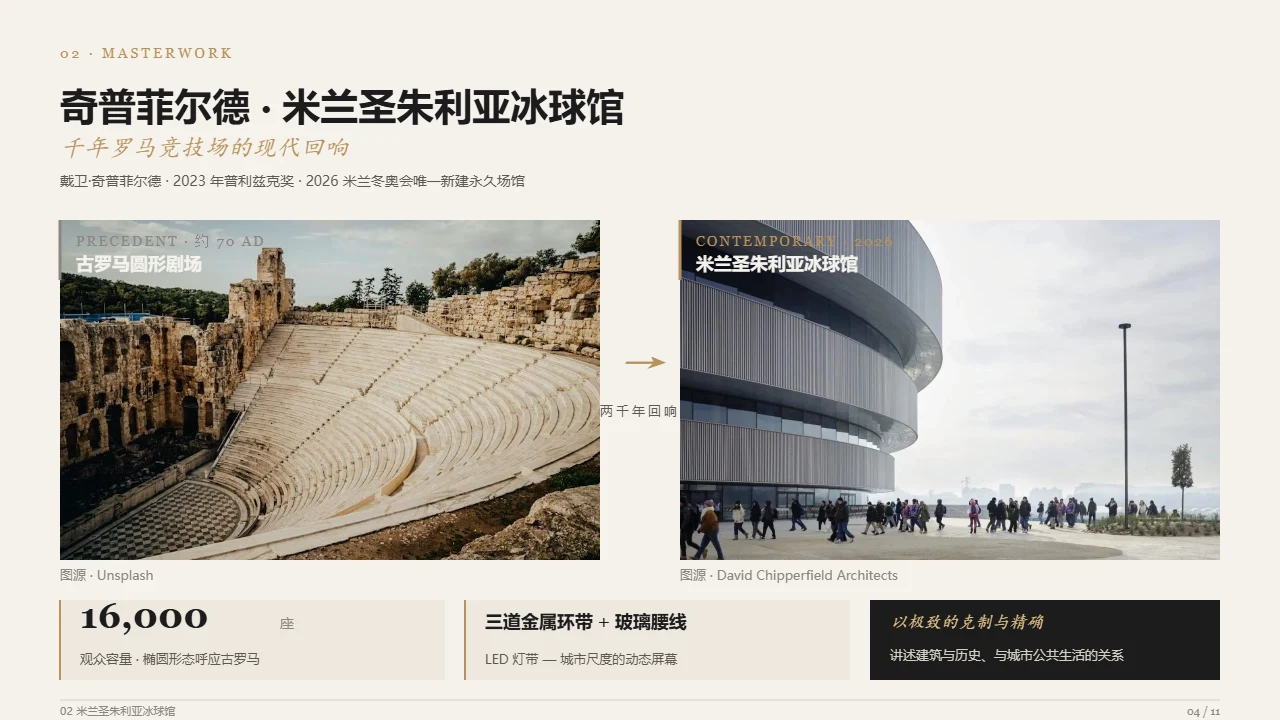 02 · MASTERWORK
奇普菲尔德 · 米兰圣朱利亚冰球馆
千年罗马竞技场的现代回响
戴卫·奇普菲尔德 · 2023 年普利兹克奖 · 2026 米兰冬奥会唯一新建永久场馆
PRECEDENT · 约 70 AD
古罗马圆形剧场
CONTEMPORARY · 2026
米兰圣朱利亚冰球馆
两千年回响
图源 · Unsplash
图源 · David Chipperfield Architects
16,000 座
观众容量 · 椭圆形态呼应古罗马
三道金属环带 + 玻璃腰线
LED 灯带 — 城市尺度的动态屏幕
以极致的克制与精确
讲述建筑与历史、与城市公共生活的关系
02 米兰圣朱利亚冰球馆
04 / 11